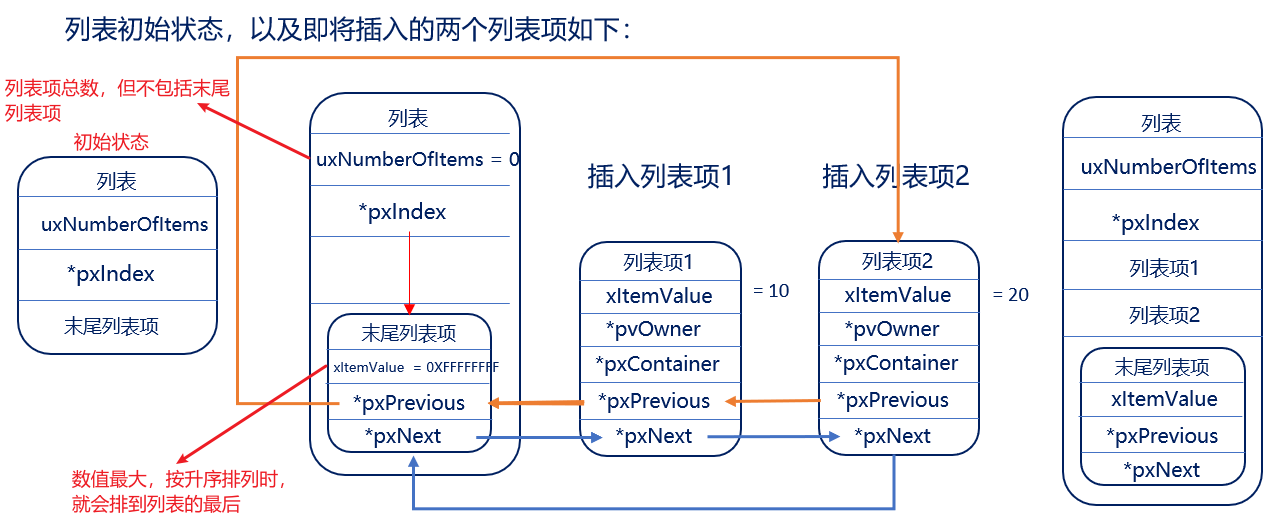 列表初始状态，以及即将插入的两个列表项如下：
列表项总数，但不包括末尾
列表项
初始状态
列表
uxNumberOfItems
*pxIndex
末尾列表项
列表
uxNumberOfItems = 0
*pxIndex
末尾列表项
xItemValue = 0XFFFFFFFF
*pxPrevious
*pxNext
数值最大，按升序排列时，
就会排到列表的最后
插入列表项1
列表项1
xItemValue
= 10
*pvOwner
*pxContainer
*pxPrevious
*pxNext
插入列表项2
列表项2
xItemValue
= 20
*pvOwner
*pxContainer
*pxPrevious
*pxNext
列表
uxNumberOfItems
*pxIndex
列表项1
列表项2
末尾列表项
xItemValue
*pxPrevious
*pxNext